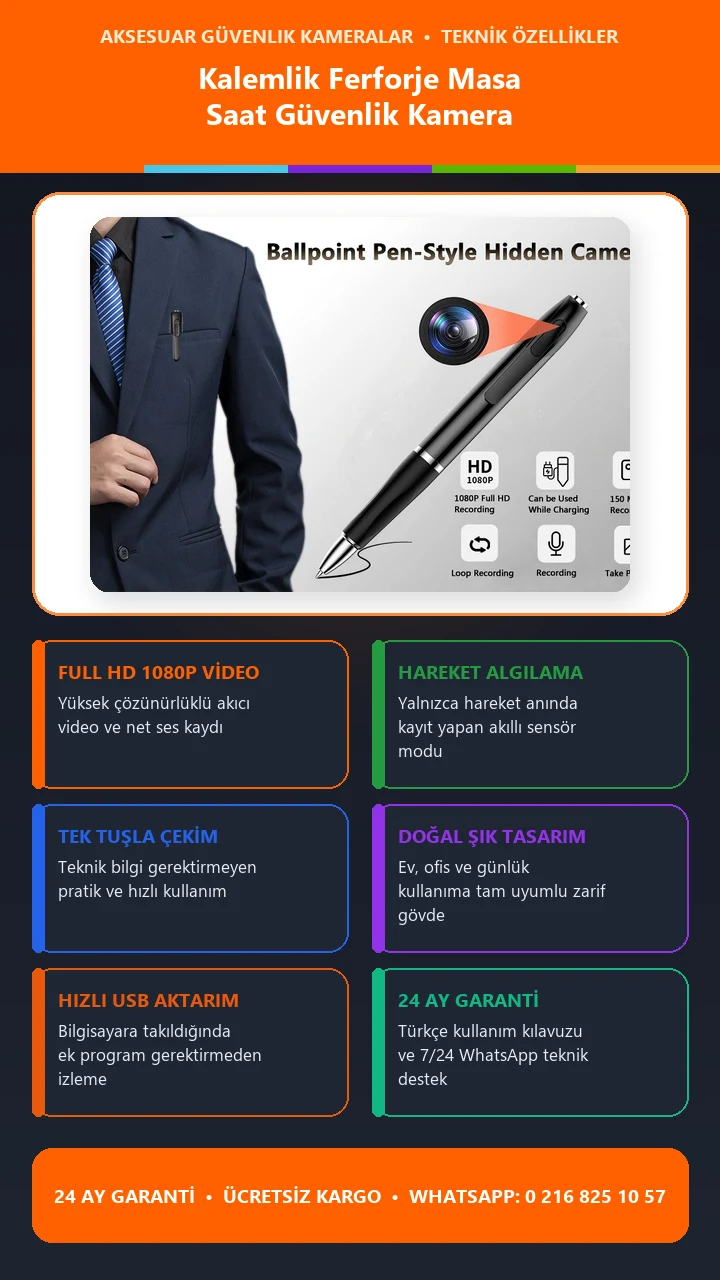 AKSESUAR GÜVENLIK KAMERALAR • TEKNİK ÖZELLİKLER
Kalemlik Ferforje Masa
Saat Güvenlik Kamera
Ballpoint Pen-Style Hidden Came
HD
1080P
1080P Full HD
Recording
Can be Used
While Charging
150 M
Reco
Loop Recording
Recording
Take P
FULL HD 1080P VİDEO
Yüksek çözünürlüklü akıcı
video ve net ses kaydı
HAREKET ALGILAMA
Yalnızca hareket anında
kayıt yapan akıllı sensör
modu
TEK TUŞLA ÇEKİM
Teknik bilgi gerektirmeyen
pratik ve hızlı kullanım
DOĞAL ŞIK TASARIM
Ev, ofis ve günlük
kullanıma tam uyumlu zarif
gövde
HIZLI USB AKTARIM
Bilgisayara takıldığında
ek program gerektirmeden
izleme
24 AY GARANTİ
Türkçe kullanım kılavuzu
ve 7/24 WhatsApp teknik
destek
24 AY GARANTİ • ÜCRETSİZ KARGO • WHATSAPP: 0 216 825 10 57